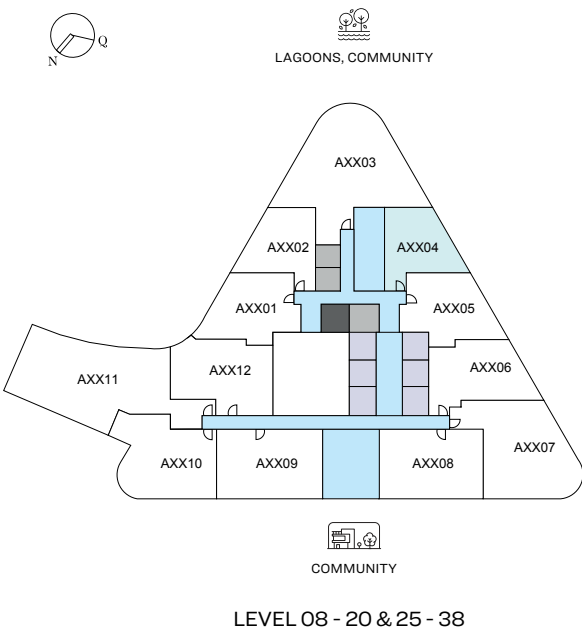 N
Q
LAGOONS, COMMUNITY
AXX03
AXX02
AXX04
AXX01
AXX05
AXX12
AXX06
AXX11
AXX07
AXX10
AXX09
AXX08
COMMUNITY
LEVEL 08 - 20 & 25 - 38